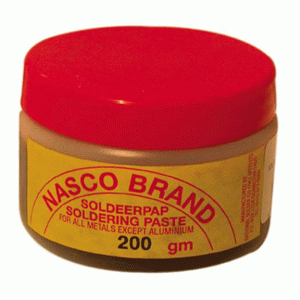 NASCO BRAND
SOLDEERPAP
SOLDERING PASTE
FOR ALL METALS EXCEPT ALUMINIUM
200 gm